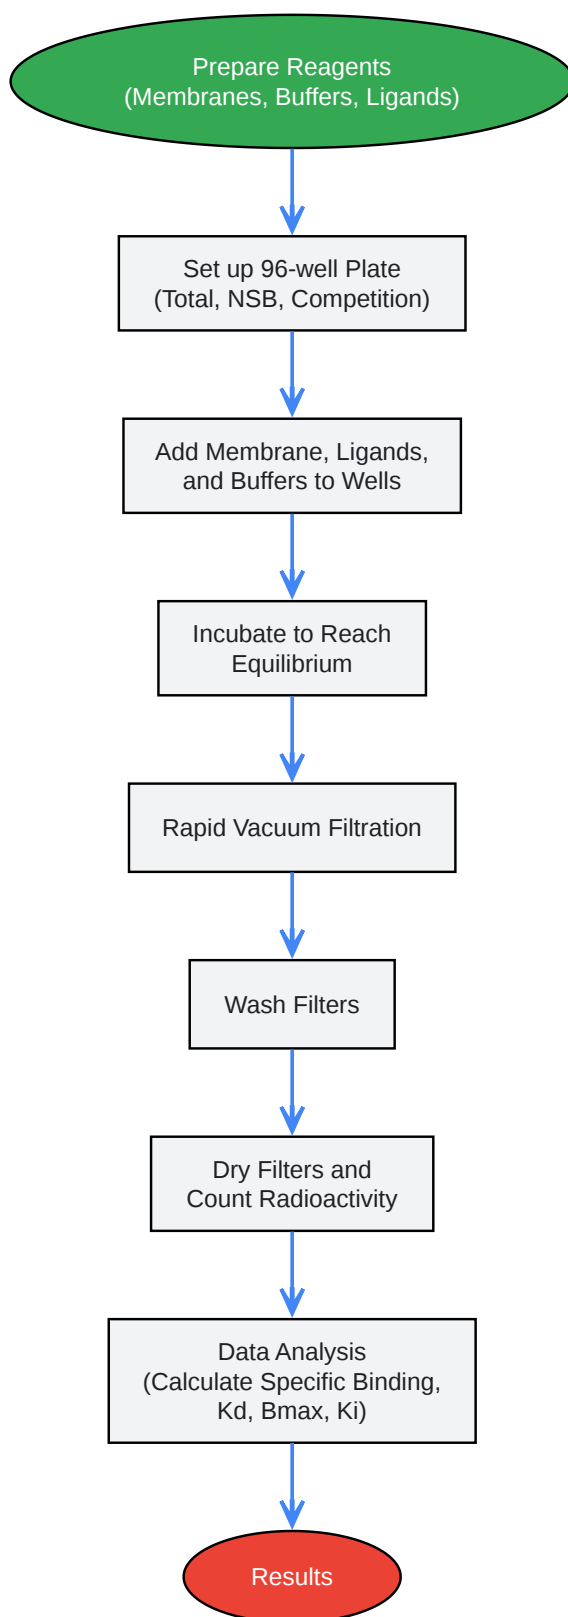 Prepare Reagents
(Membranes, Buffers, Ligands)
Set up 96-well Plate
(Total, NSB, Competition)
Add Membrane, Ligands,
and Buffers to Wells
Incubate to Reach
Equilibrium
Rapid Vacuum Filtration
Wash Filters
Dry Filters and
Count Radioactivity
Data Analysis
(Calculate Specific Binding,
Kd, Bmax, Ki)
Results